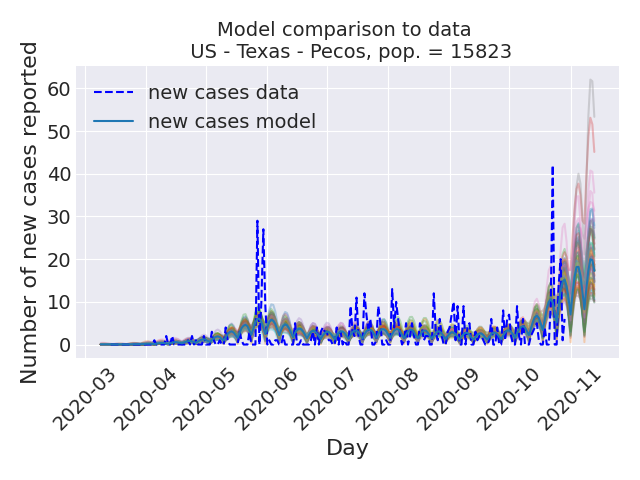 Model comparison to data
US - Texas - Pecos, pop. = 15823
Number of new cases reported
60
50
40
30
20
10
0
new cases data
new cases model
2020-03
2020-04
2020-05
2020-06
2020-07
2020-08
2020-09
2020-10
2020-11
Day